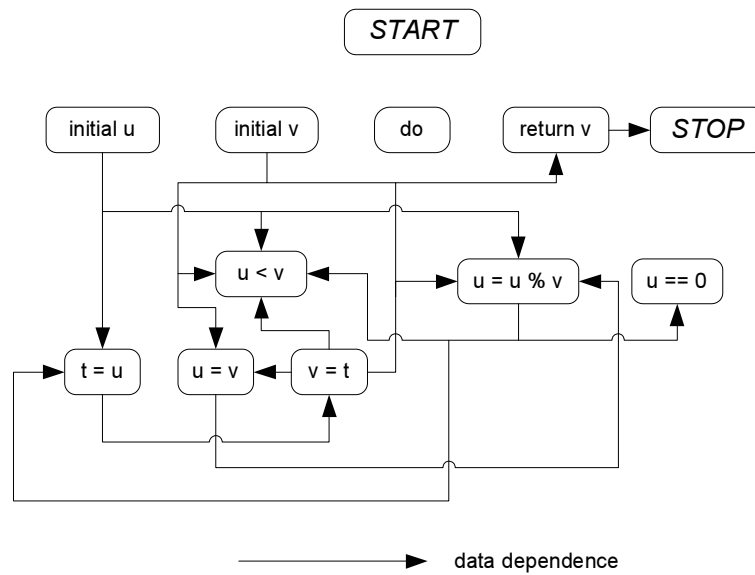 START
initial u
initial v
do
return v
STOP
u < v
u = u % v
u == 0
t = u
u = v
v = t
data dependence